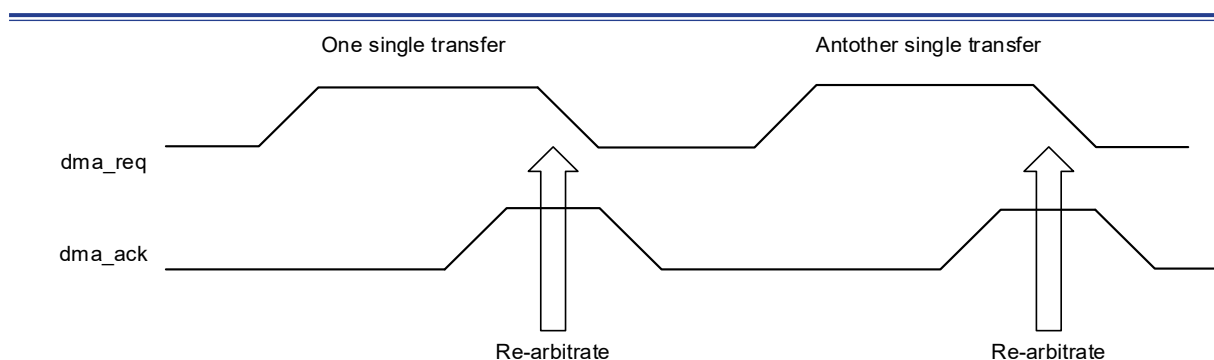 One single transfer
Antother single transfer
dma_req
dma_ack
Re-arbitrate
Re-arbitrate